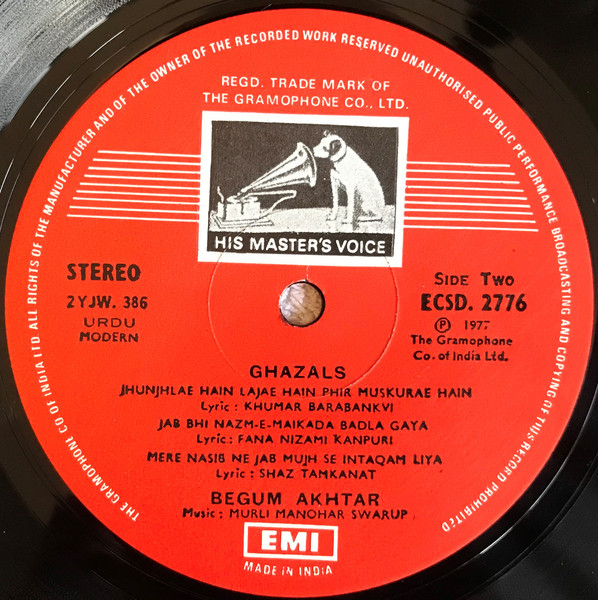 THE GRAMOPHONE CO OF INDIA LTD. ALL RIGHTS OF THE MANUFACTURER AND OF THE OWNER OF THE RECORDED WORK RESERVED UNAUTHORISED PUBLIC PERFORMANCE BROADCASTING AND COPYING OF THIS RECORD PROHIBITED
REGD. TRADE MARK OF
THE GRAMOPHONE CO., LTD.
HIS MASTER'S VOICE
STEREO
2YJW. 386
URDU
MODERN
SIDE TWO
ECSD. 2776
Ⓟ 1977
The Gramophone
Co. of India Ltd.
GHAZALS
JHUNJHLAE HAIN LAJAE HAIN PHIR MUSKURAE HAIN
Lyric : KHUMAR BARABANKVI
JAB BHI NAZM-E-MAIKADA BADLA GAYA
Lyric : FANA NIZAMI KANPURI
MERE NASIB NE JAB MUJH SE INTAQAM LIYA
Lyric : SHAZ TAMKANAT
BEGUM AKHTAR
Music : MURLI MANOHAR SWARUP
EMI
MADE IN INDIA